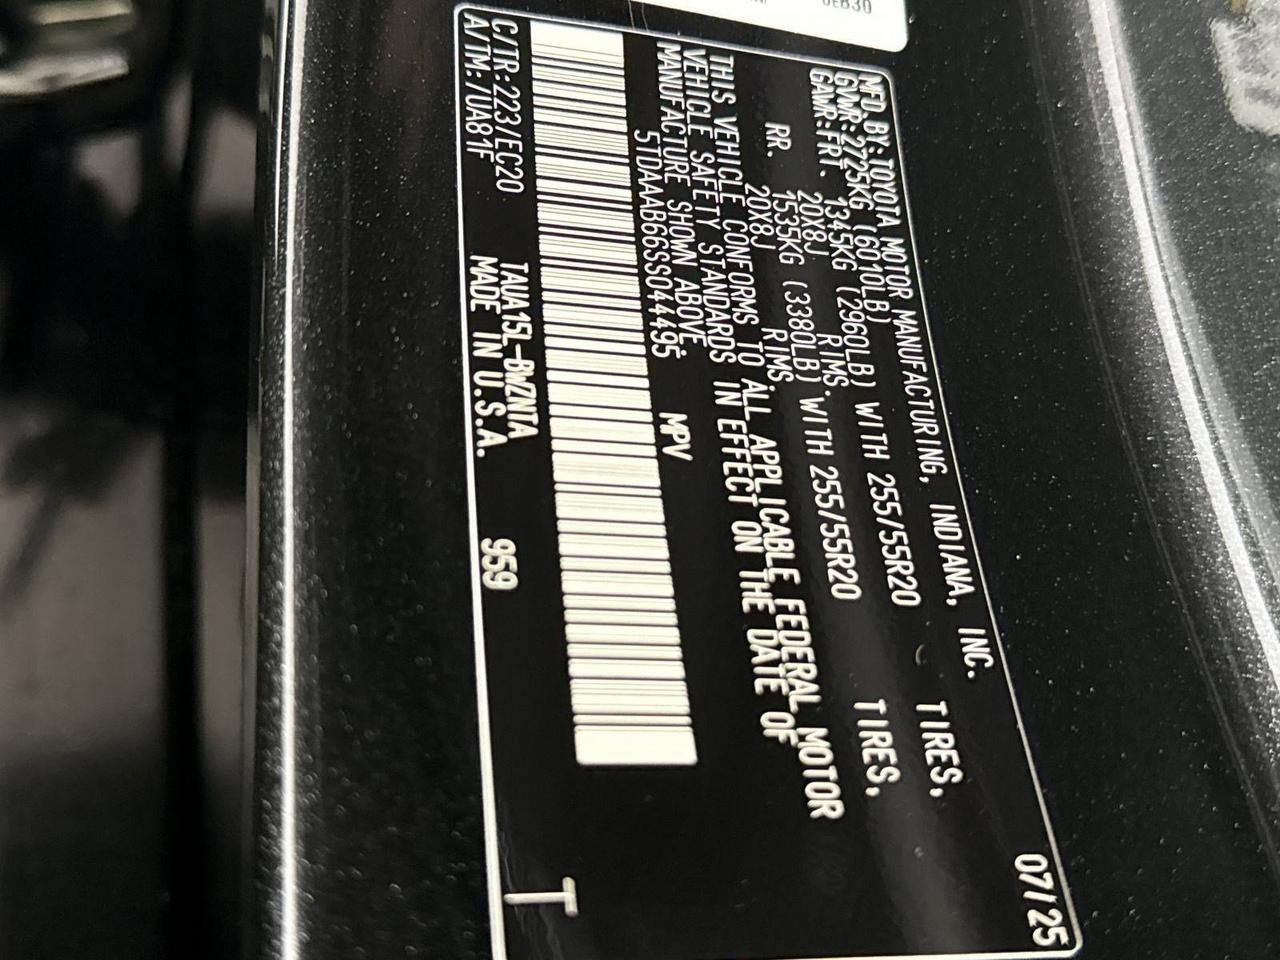 0E830
MFD.BY:TOYOTA MOTOR MANUFACTURING, INDIANA, INC. 07/25
GVWR:2725KG(6010LB)
GAWR:FRT. 1345KG(2960LB)WITH 255/55R20 TIRES,
20X8J RIMS.
RR. 1535KG (3380LB)WITH 255/55R20 TIRES,
20X8J RIMS.
THIS VEHICLE CONFORMS TO ALL APPLICABLE FEDERAL MOTOR
VEHICLE SAFETY STANDARDS IN EFFECT ON THE DATE OF
MANUFACTURE SHOWN ABOVE.
5TDAAAB66SS044495 MPV
C/TR:223/EC20 TAUA15L-BWZNTA 959
A/TM:/UA81F MADE IN U.S.A.
T